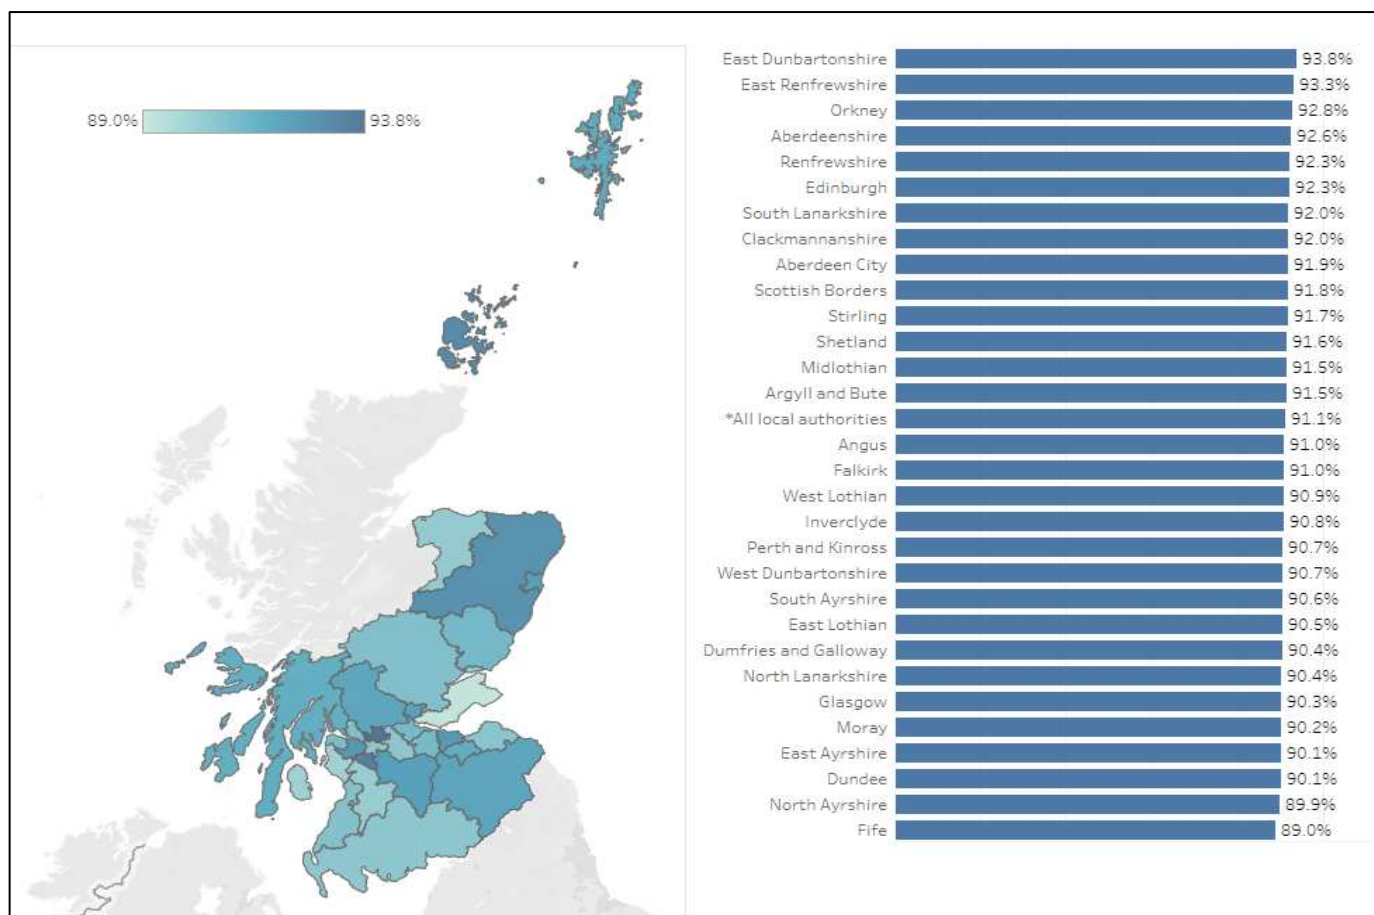 89.0% 93.8%
East Dunbartonshire 93.8%
East Renfrewshire 93.3%
Orkney 92.8%
Aberdeenshire 92.6%
Renfrewshire 92.3%
Edinburgh 92.3%
South Lanarkshire 92.0%
Clackmannanshire 92.0%
Aberdeen City 91.9%
Scottish Borders 91.8%
Stirling 91.7%
Shetland 91.6%
Midlothian 91.5%
Argyll and Bute 91.5%
*All local authorities 91.1%
Angus 91.0%
Falkirk 91.0%
West Lothian 90.9%
Inverclyde 90.8%
Perth and Kinross 90.7%
West Dunbartonshire 90.7%
South Ayrshire 90.6%
East Lothian 90.5%
Dumfries and Galloway 90.4%
North Lanarkshire 90.4%
Glasgow 90.3%
Moray 90.2%
East Ayrshire 90.1%
Dundee 90.1%
North Ayrshire 89.9%
Fife 89.0%